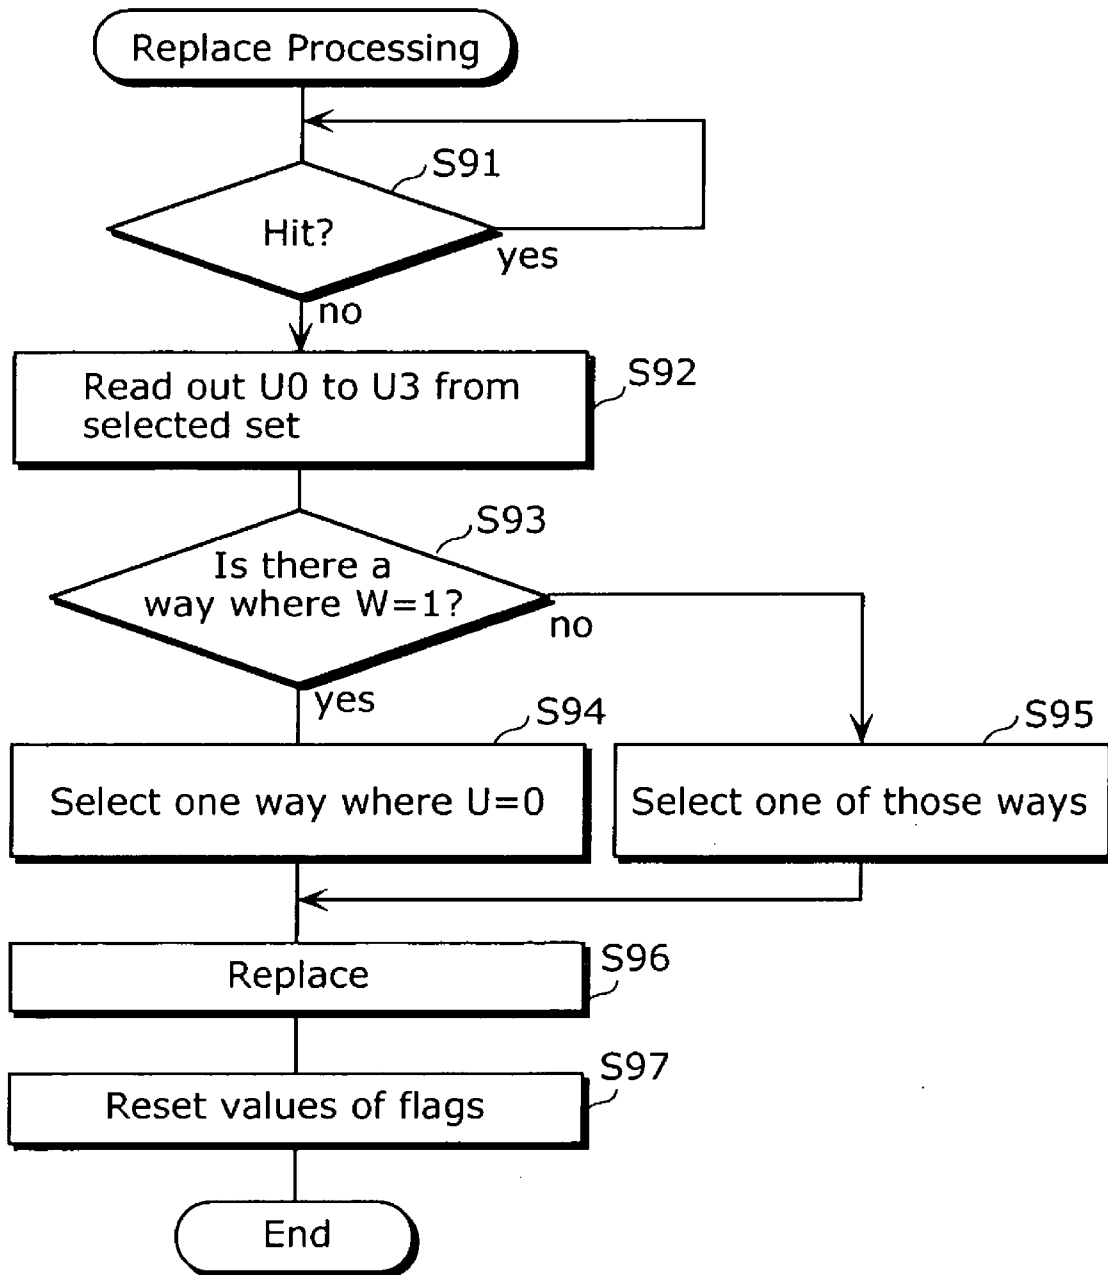 Replace Processing
S91
Hit?
yes
no
S92
Read out U0 to U3 from
selected set
S93
Is there a
way where W=1?
no
yes
S94
S95
Select one way where U=0
Select one of those ways
S96
Replace
S97
Reset values of flags
End